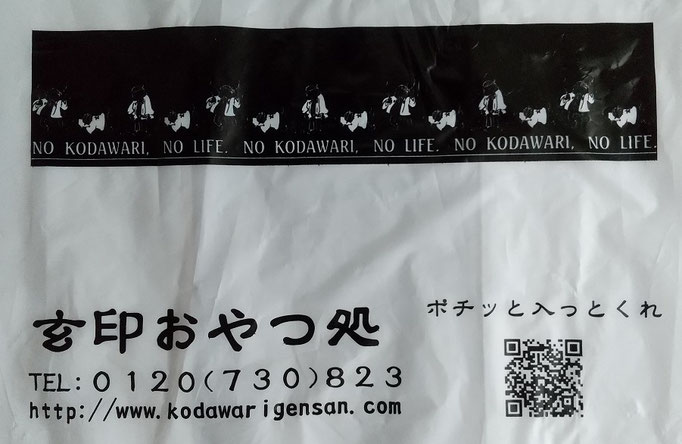 NO KODAWARI, NO LIFE. NO KODAWARI, NO LIFE. NO KODAWARI, NO LIFE.
玄印おやつ処
ポチッと入っとくれ
TEL:0120(730)823
http://www.kodawarigensan.com